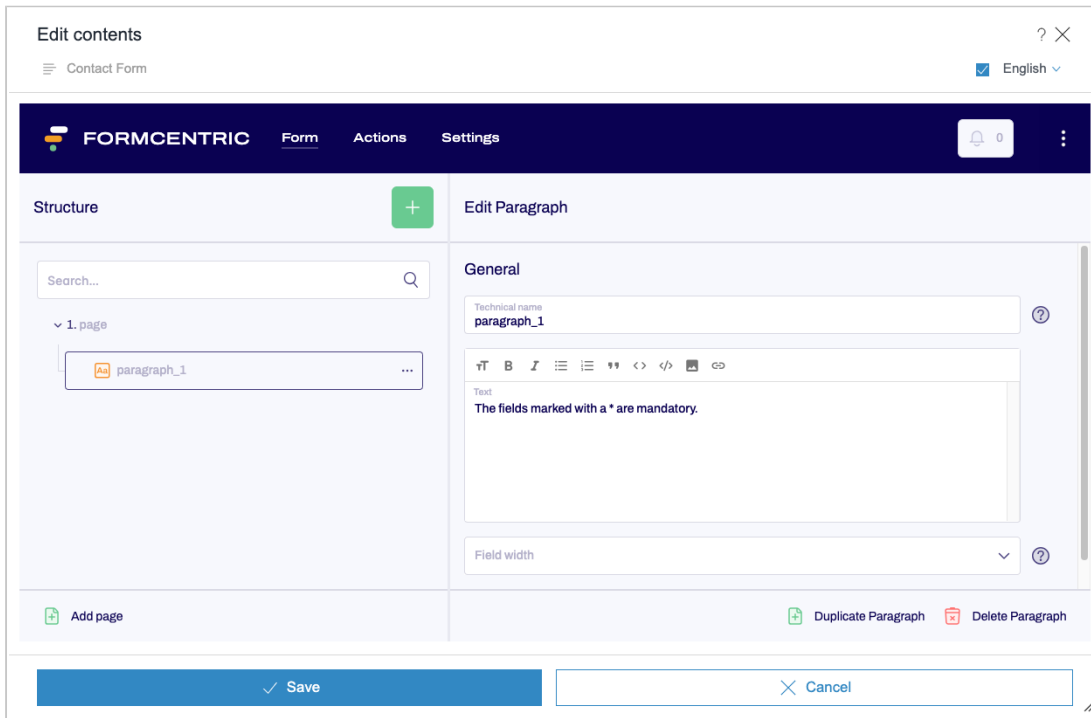 Edit contents
?
Contact Form
English
FORMCENTRIC Form Actions Settings
0
Structure
+
Edit Paragraph
Search...
General
1. page
Technical name
paragraph_1
?
Aa paragraph_1 ...
TT B I
Text
The fields marked with a * are mandatory.
Field width
?
Add page
Duplicate Paragraph Delete Paragraph
Save
Cancel